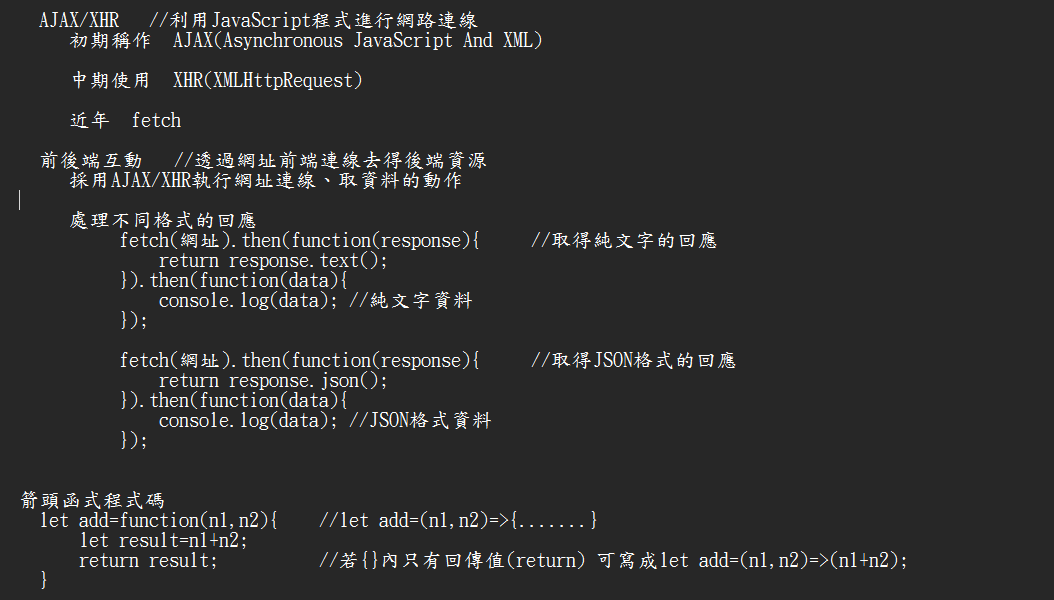 AJAX/XHR //利用JavaScript程式進行網路連線
初期稱作 AJAX(Asynchronous JavaScript And XML)
中期使用 XHR(XMLHttpRequest)
近年 fetch
前後端互動 //透過網址前端連線去得後端資源
採用AJAX/XHR執行網址連線、取資料的動作
處理不同格式的回應
fetch(網址).then(function(response){ //取得純文字的回應
return response.text();
}).then(function(data){
console.log(data); //純文字資料
});
fetch(網址).then(function(response){ //取得JSON格式的回應
return response.json();
}).then(function(data){
console.log(data); //JSON格式資料
});
箭頭函式程式碼
let add=function(n1,n2){ //let add=(n1,n2)=>{.......}
let result=n1+n2;
return result; //若{}內只有回傳值(return) 可寫成let add=(n1,n2)=>(n1+n2);
}